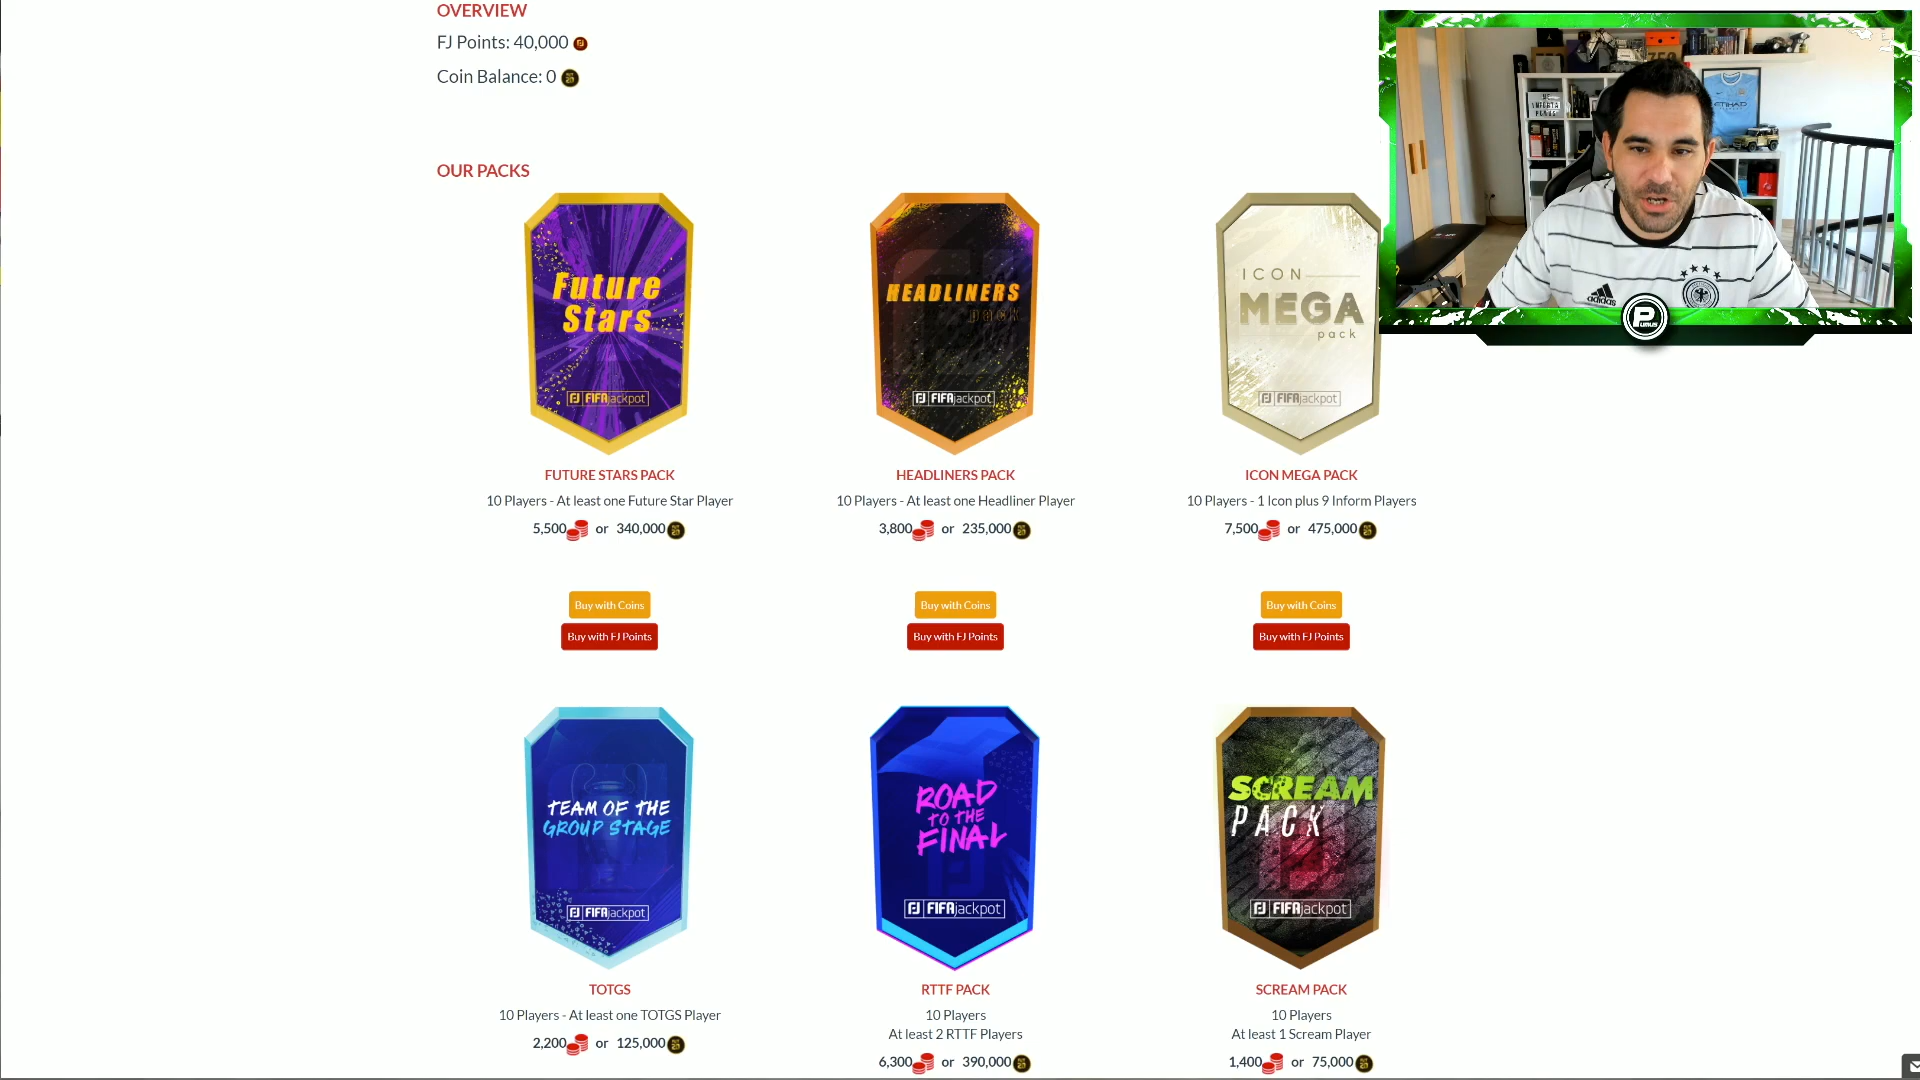 OVERVIEW
FJ Points: 40,000
Coin Balance: 0
OUR PACKS
Future
Stars
FJ FIFAjackpot
HEADLINERS
pack
FJ FIFAjackpot
ICON
MEGA
pack
FJ FIFAjackpot
ETIHAD
adidas
FUTURE STARS PACK
10 Players - At least one Future Star Player
5,500 or 340,000
HEADLINERS PACK
10 Players - At least one Headliner Player
3,800 or 235,000
ICON MEGA PACK
10 Players - 1 Icon plus 9 Inform Players
7,500 or 475,000
Buy with Coins
Buy with FJ Points
Buy with Coins
Buy with FJ Points
Buy with Coins
Buy with FJ Points
TEAM OF THE
GROUP STAGE
FJ FIFAjackpot
ROAD
TO THE
FINAL
FJ FIFAjackpot
SCREAM
PACK
FJ FIFAjackpot
TOTGS
10 Players - At least one TOTGS Player
2,200 or 125,000
RTTF PACK
10 Players
At least 2 RTTF Players
6,300 or 390,000
SCREAM PACK
10 Players
At least 1 Scream Player
1,400 or 75,000